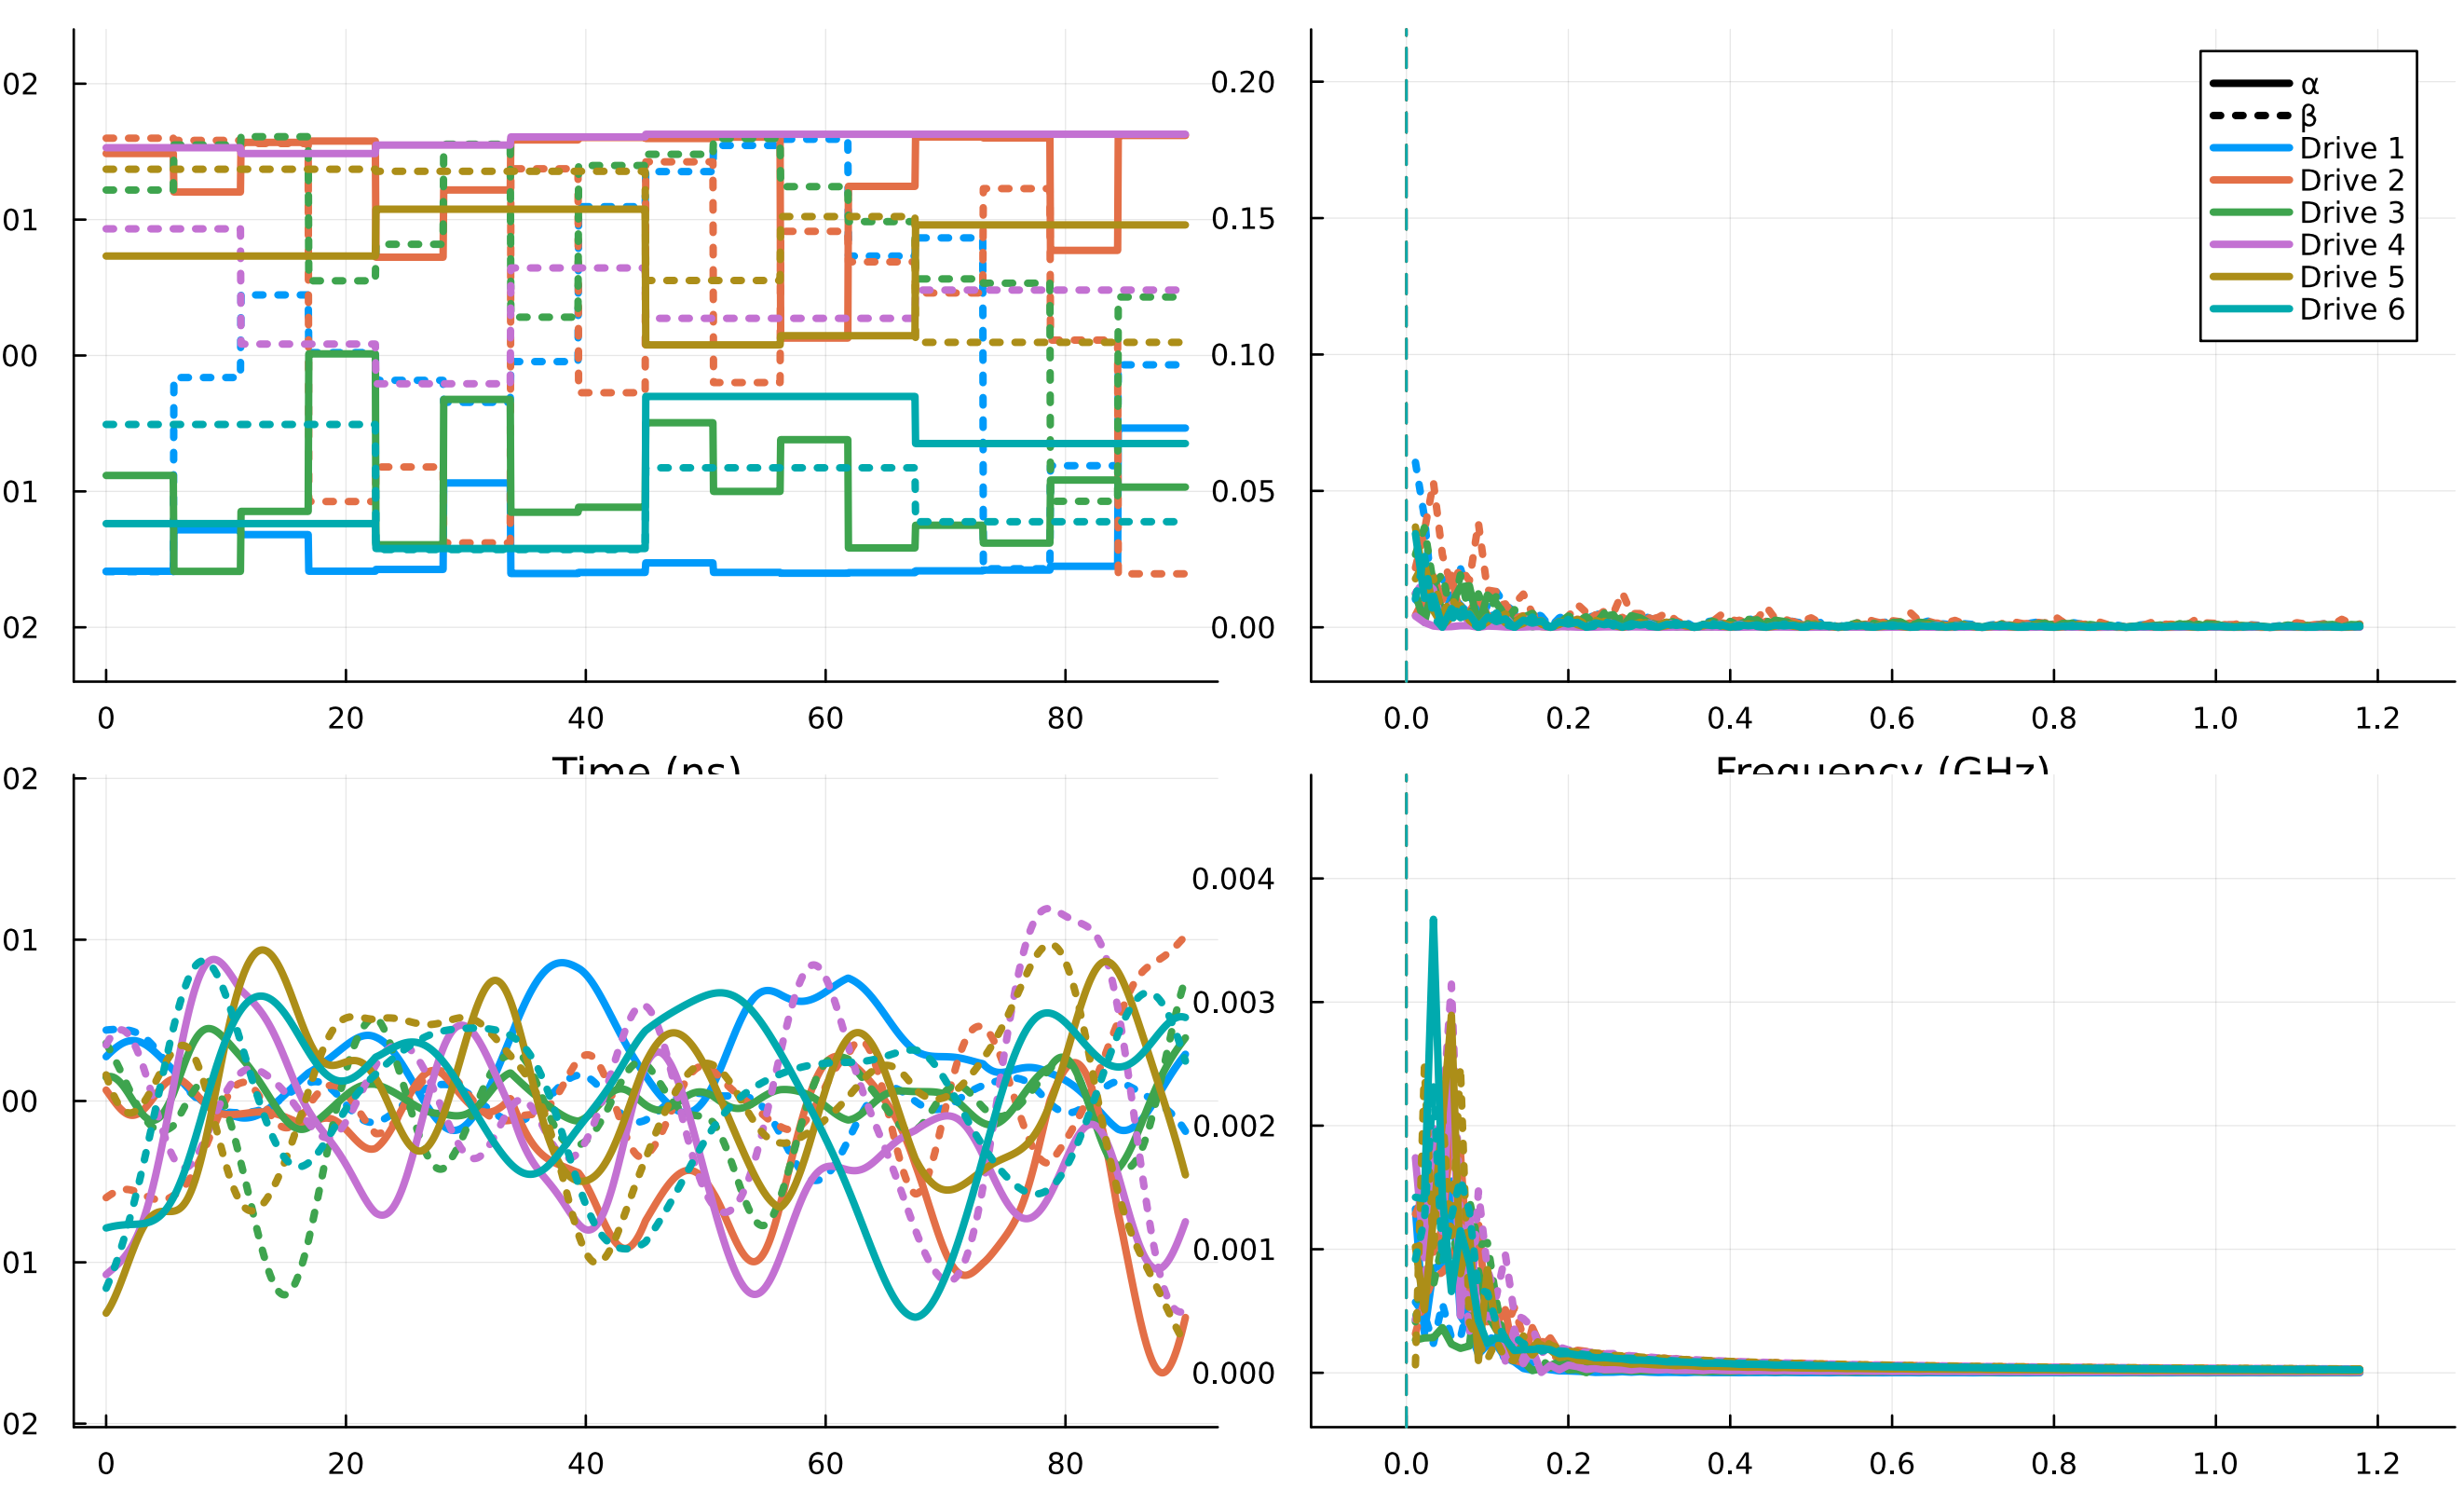 02
01
00
01
02
0 20 40 60 80
Time (ns)
0.20
0.15
0.10
0.05
0.00
0.0 0.2 0.4 0.6 0.8 1.0 1.2
Frequency (GHz)
α
β
Drive 1
Drive 2
Drive 3
Drive 4
Drive 5
Drive 6
02
01
00
01
02
0 20 40 60 80
0.004
0.003
0.002
0.001
0.000
0.0 0.2 0.4 0.6 0.8 1.0 1.2